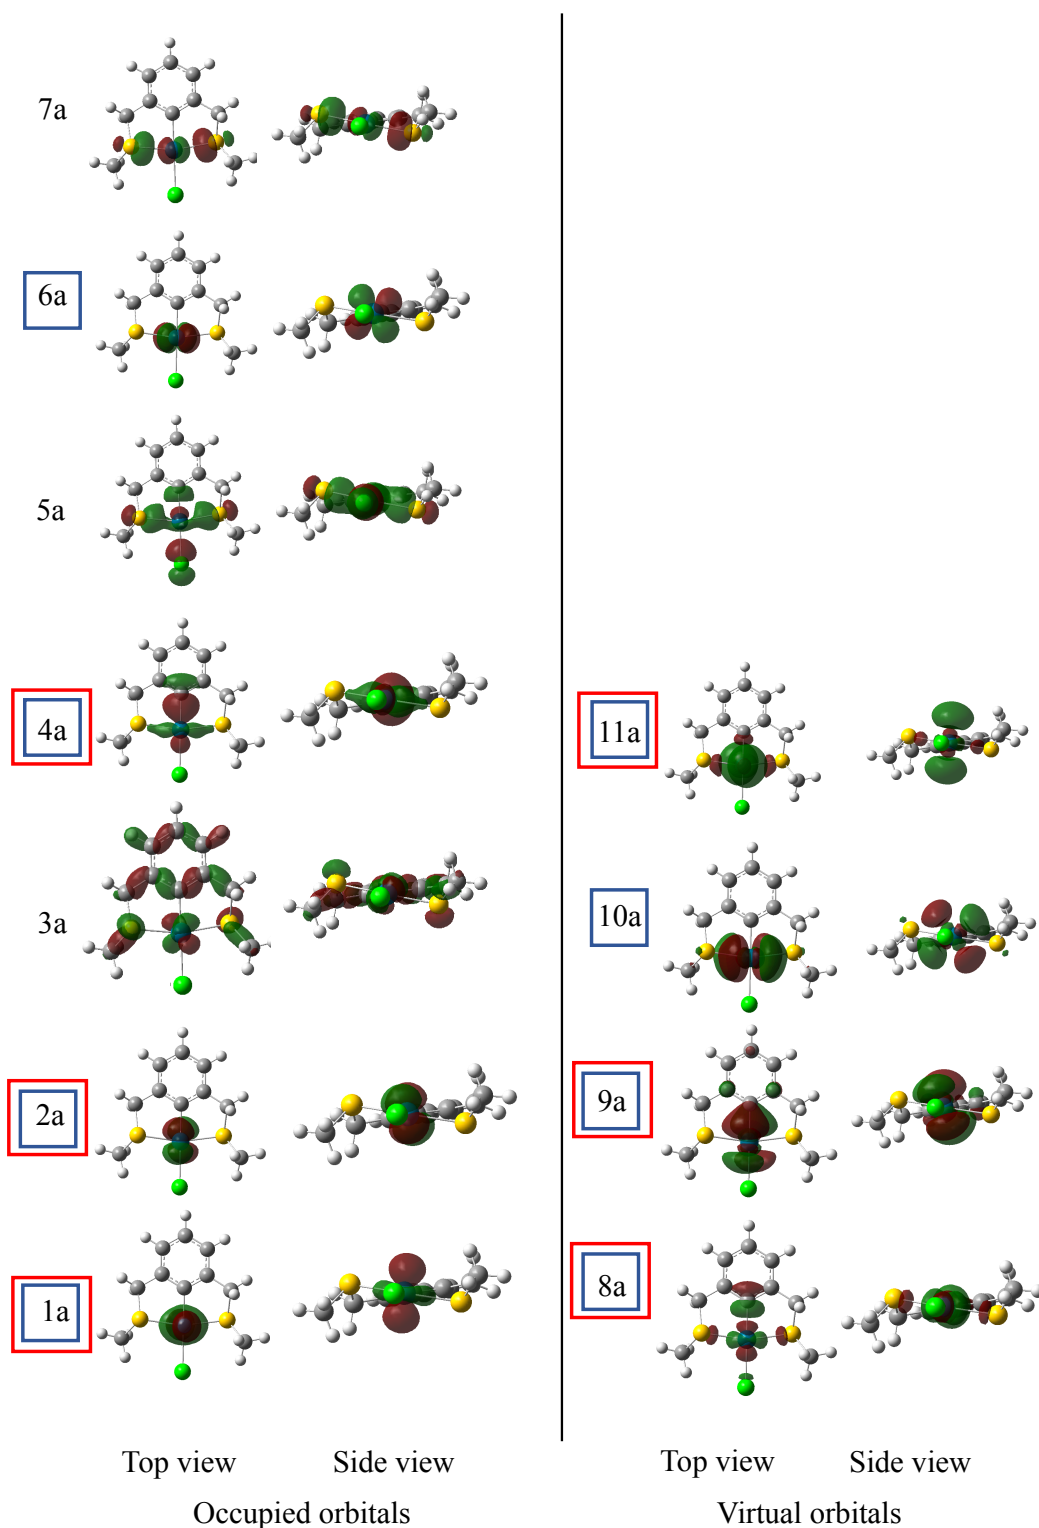 7a
6a
5a
4a
3a
2a
1a
11a
10a
9a
8a
Top view Side view Top view Side view
Occupied orbitals Virtual orbitals